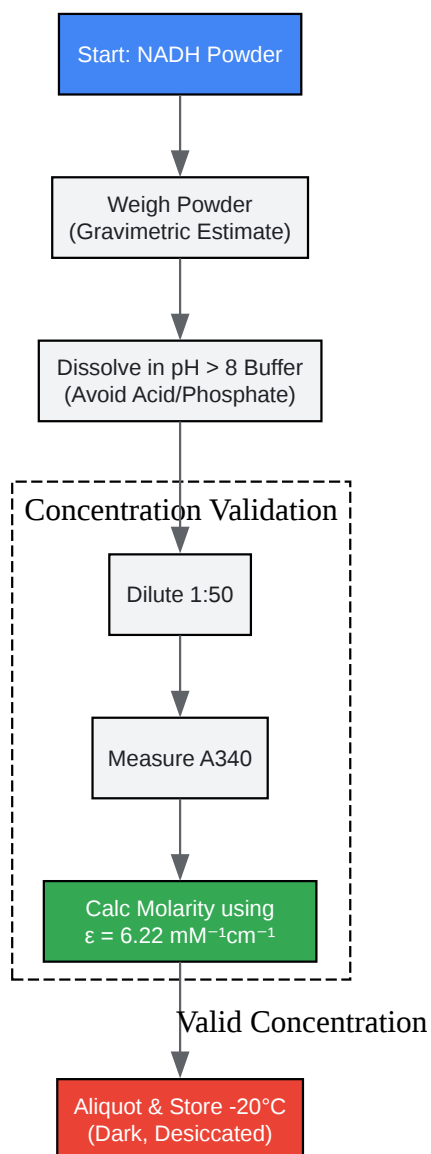 Start: NADH Powder
Weigh Powder
(Gravimetric Estimate)
Dissolve in pH > 8 Buffer
(Avoid Acid/Phosphate)
Concentration Validation
Dilute 1:50
Measure A340
Calc Molarity using
ε = 6.22 mM⁻¹cm⁻¹
Valid Concentration
Aliquot & Store -20°C
(Dark, Desiccated)